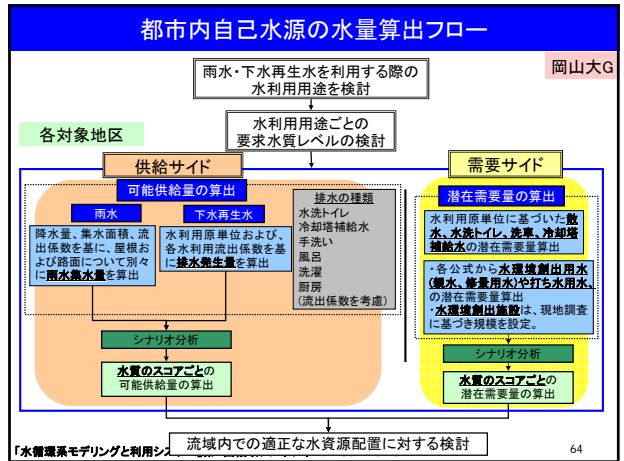 都市内自己水源の水量算出フロー
岡山大G
雨水・下水再生水を利用する際の
水利用用途を検討
水利用用途ごとの
要求水質レベルの検討
各対象地区
供給サイド
可能供給量の算出
雨水
降水量、集水面積、流
出係数を基に、屋根お
よび路面について別々
に雨水集水量を算出
下水再生水
水利用原単位および、
各水利用流出係数を基
に排水発生量を算出
排水の種類
水洗トイレ
冷却塔補給水
手洗い
風呂
洗濯
厨房
(流出係数を考慮)
シナリオ分析
水質のスコアごとの
可能供給量の算出
需要サイド
潜在需要量の算出
水利用原単位に基づいた散
水、水洗トイレ、洗車、冷却塔
補給水の潜在需要量算出
・各公式から水環境創出用水
(親水、修景用水)や打ち水用水、
の潜在需要量算出
・水環境創出施設は、現地調査
に基づき規模を設定。
シナリオ分析
水質のスコアごとの
潜在需要量の算出
流域内での適正な水資源配置に対する検討
「水循環系モデリングと利用シス
64